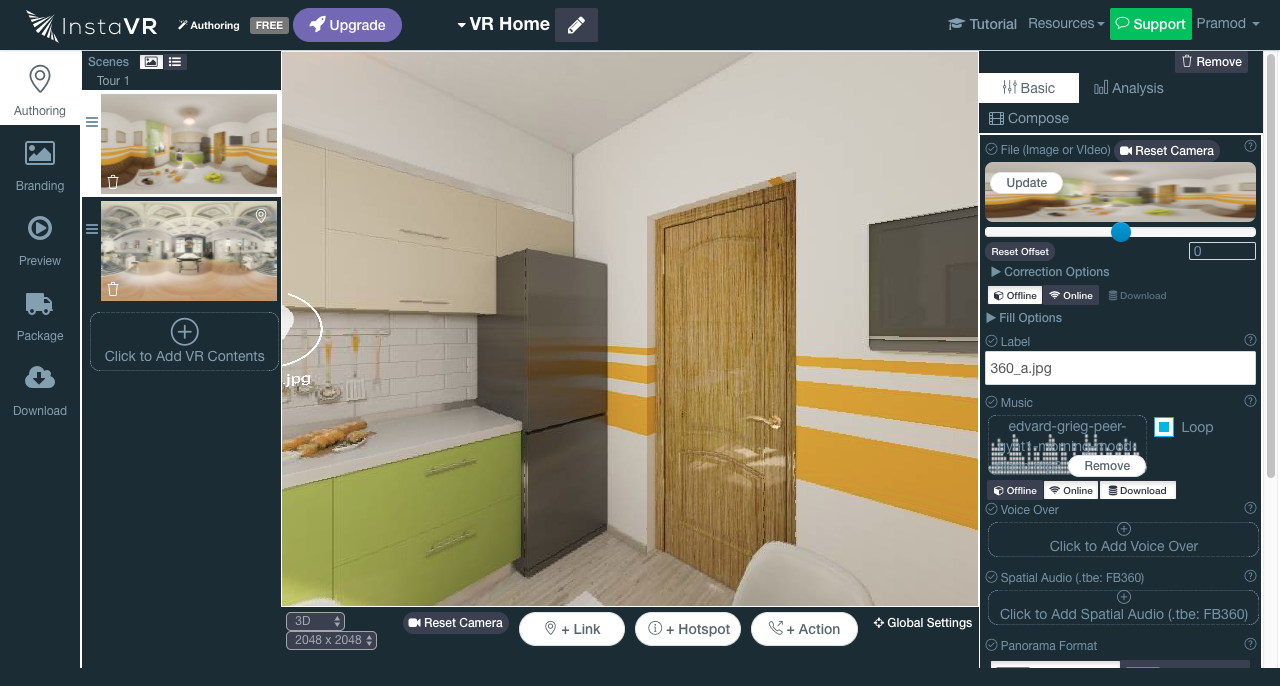 InstaVR
Authoring
FREE
Upgrade
VR Home
Tutorial
Resources
Support
Pramod
Authoring
Branding
Preview
Package
Download
Scenes
Tour 1
Click to Add VR Contents
.jpg
3D
2048 x 2048
Reset Camera
+ Link
+ Hotspot
+ Action
Global Settings
Remove
Basic
Analysis
Compose
File (Image or VIdeo)
Reset Camera
Update
Reset Offset
0
Correction Options
Offline
Online
Download
Fill Options
Label
360_a.jpg
Music
edvard-grieg-peer-
Loop
Remove
Offline
Online
Download
Voice Over
Click to Add Voice Over
Spatial Audio (.tbe: FB360)
Click to Add Spatial Audio (.tbe: FB360)
Panorama Format